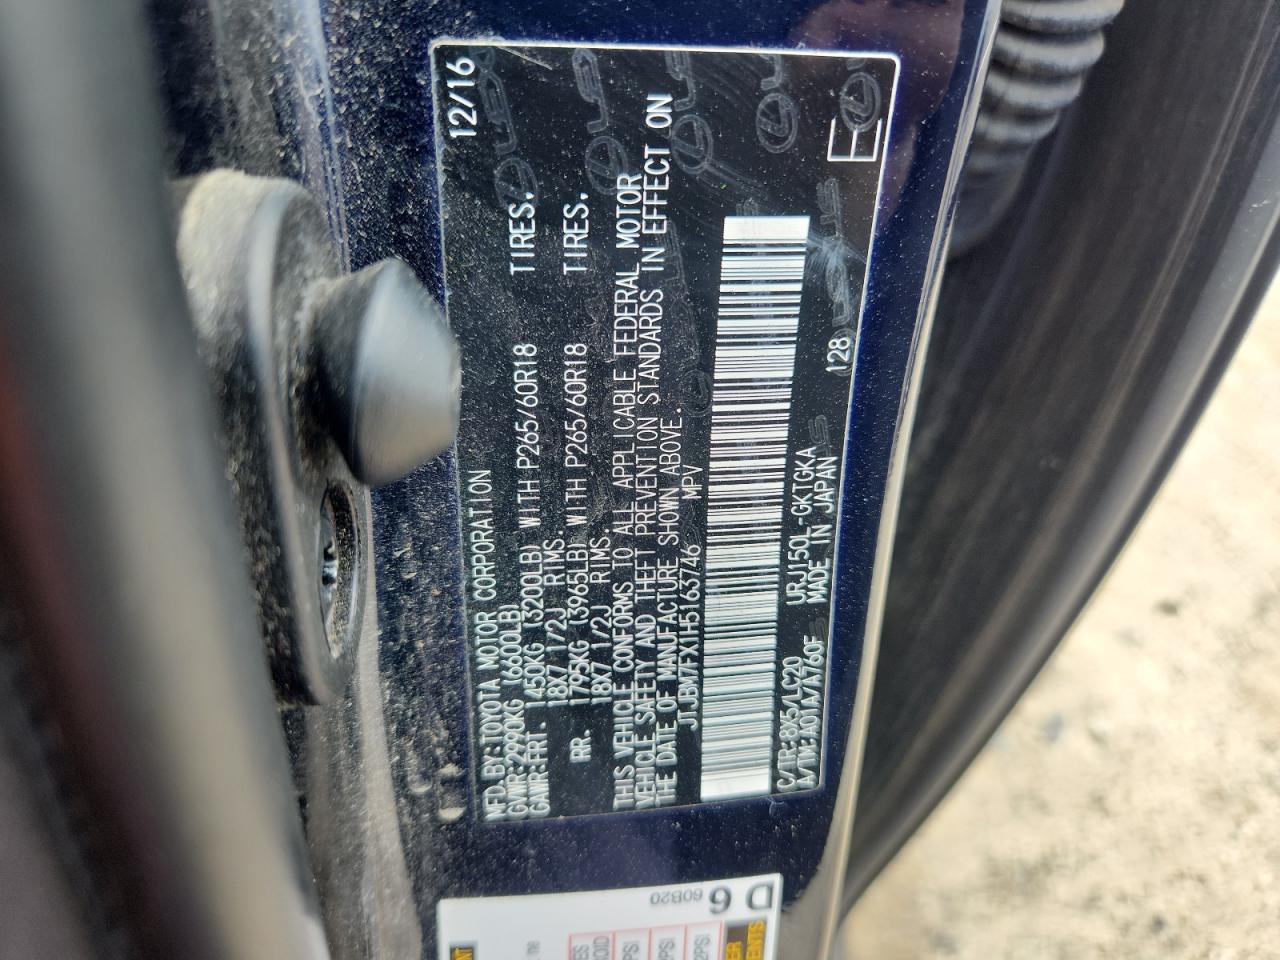 12/16
MFD. BY: TOYOTA MOTOR CORPORATION
GVWR: 2990KG (6600LB)
GAWR: FRT. 1450KG (3200LB) WITH P265/60R18 TIRES.
18X7 1/2J RIMS.
RR. 1795KG (3965LB) WITH P265/60R18 TIRES.
18X7 1/2J RIMS.
THIS VEHICLE CONFORMS TO ALL APPLICABLE FEDERAL MOTOR
VEHICLE SAFETY AND THEFT PREVENTION STANDARDS IN EFFECT ON
THE DATE OF MANUFACTURE SHOWN ABOVE.
JTJBM7FX1H5163746 MPV
C/TR: 8X5/LC20 URJ150L-GKTGKA
A/TM: A01A/A760F MADE IN JAPAN
128
D 6
60B20